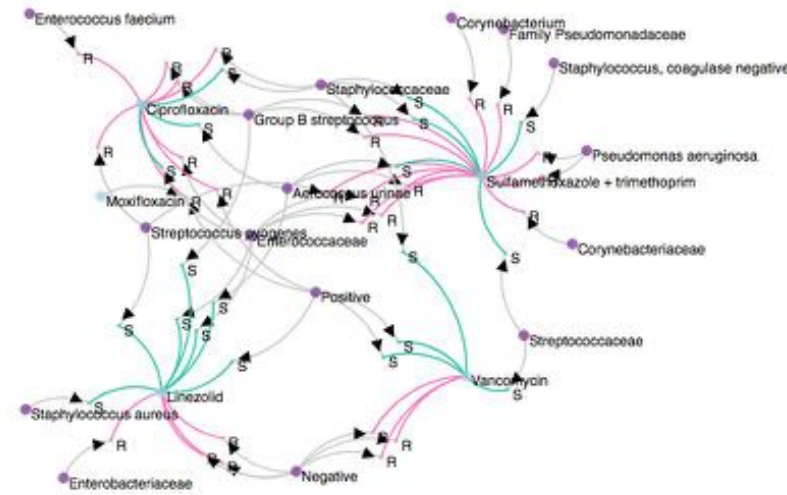 Enterococcus faecium
Corynebacterium
Family Pseudomonadaceae
R
R
S
Staphylococcus, coagulase negative
Staphylococcaceae
S
R
R
Ciprofloxacin
Group B streptococcus
S
R
S
S
R
R
R
Pseudomonas aeruginosa
S
S
R
R
Sulfamethoxazole + trimethoprim
Moxifloxacin
R
R
Aerococcus urinae
R
R
R
Streptococcus pyogenes
Enterococcaceae
R
Corynebacteriaceae
S
S
S
Positive
S
S
S
S
S
S
S
Streptococcaceae
S
Vancomycin
S
Linezolid
S
Staphylococcus aureus
R
R
S
R
R
R
Negative
Enterobacteriaceae